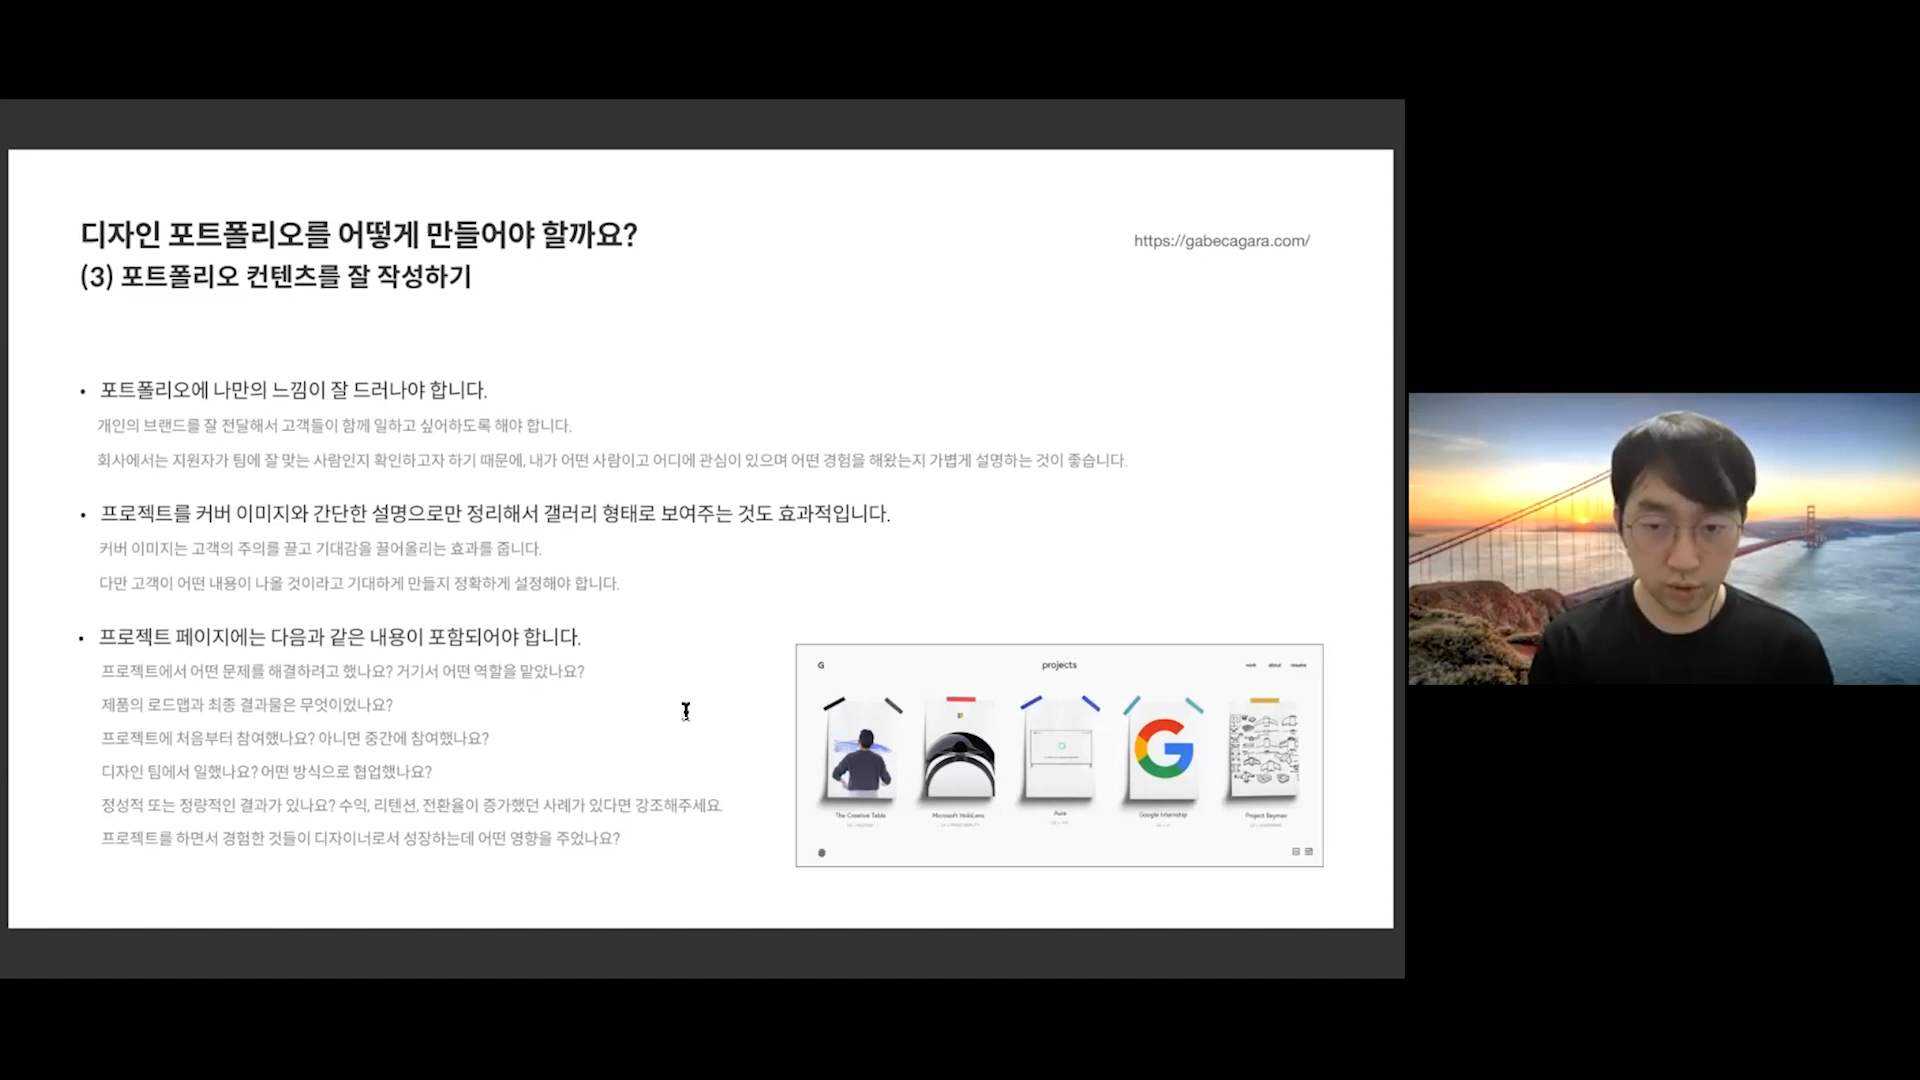 디자인 포트폴리오를 어떻게 만들어야 할까요?
(3) 포트폴리오 컨텐츠를 잘 작성하기
https://gabecagara.com/
• 포트폴리오에 나만의 느낌이 잘 드러나야 합니다.
개인의 브랜드를 잘 전달해서 고객들이 함께 일하고 싶어하도록 해야 합니다.
회사에서는 지원자가 팀에 잘 맞는 사람인지 확인하고자 하기 때문에, 내가 어떤 사람이고 어디에 관심이 있으며 어떤 경험을 해왔는지 가볍게 설명하는 것이 좋습니다.
• 프로젝트를 커버 이미지와 간단한 설명으로만 정리해서 갤러리 형태로 보여주는 것도 효과적입니다.
커버 이미지는 고객의 주의를 끌고 기대감을 끌어올리는 효과를 줍니다.
다만 고객이 어떤 내용이 나올 것이라고 기대하게 만들지 정확하게 설정해야 합니다.
• 프로젝트 페이지에는 다음과 같은 내용이 포함되어야 합니다.
프로젝트에서 어떤 문제를 해결하려고 했나요? 거기서 어떤 역할을 맡았나요?
제품의 로드맵과 최종 결과물은 무엇이었나요?
프로젝트에 처음부터 참여했나요? 아니면 중간에 참여했나요?
디자인 팀에서 일했나요? 어떤 방식으로 협업했나요?
정성적 또는 정량적인 결과가 있나요? 수익, 리텐션, 전환율이 증가했던 사례가 있다면 강조해주세요.
프로젝트를 하면서 경험한 것들이 디자이너로서 성장하는데 어떤 영향을 주었나요?
G
projects
work about resume
The Creative Table
Microsoft HoloLens
Aura
Google Internship
Project Baymax